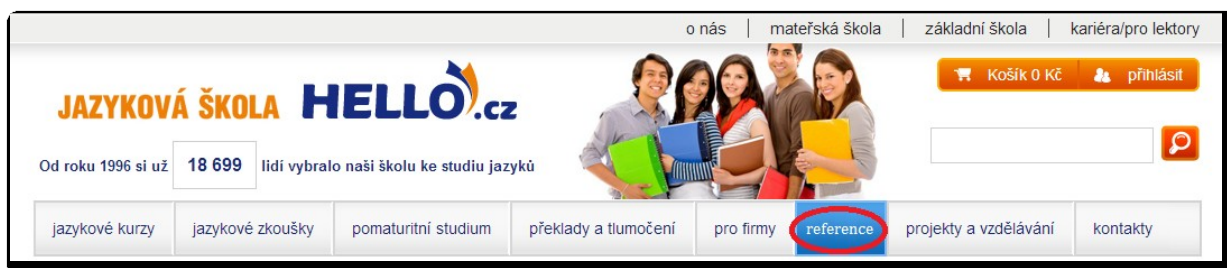 o nás | mateřská škola | základní škola | kariéra/pro lektory
Košík 0 Kč přihlásit
JAZYKOVÁ ŠKOLA HELLO.cz
Od roku 1996 si už 18 699 lidí vybralo naši školu ke studiu jazyků
jazykové kurzy jazykové zkoušky pomaturitní studium překlady a tlumočení pro firmy reference projekty a vzdělávání kontakty